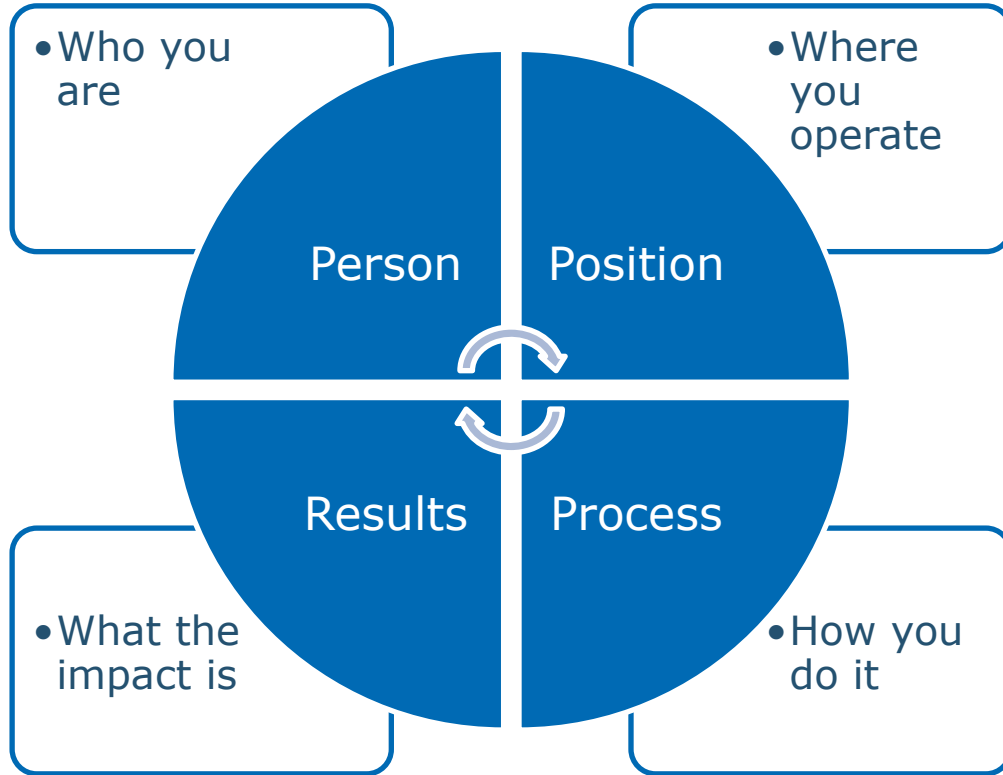 •Who you
are
•Where
you
operate
Person
Position
Results
Process
•What the
impact is
•How you
do it